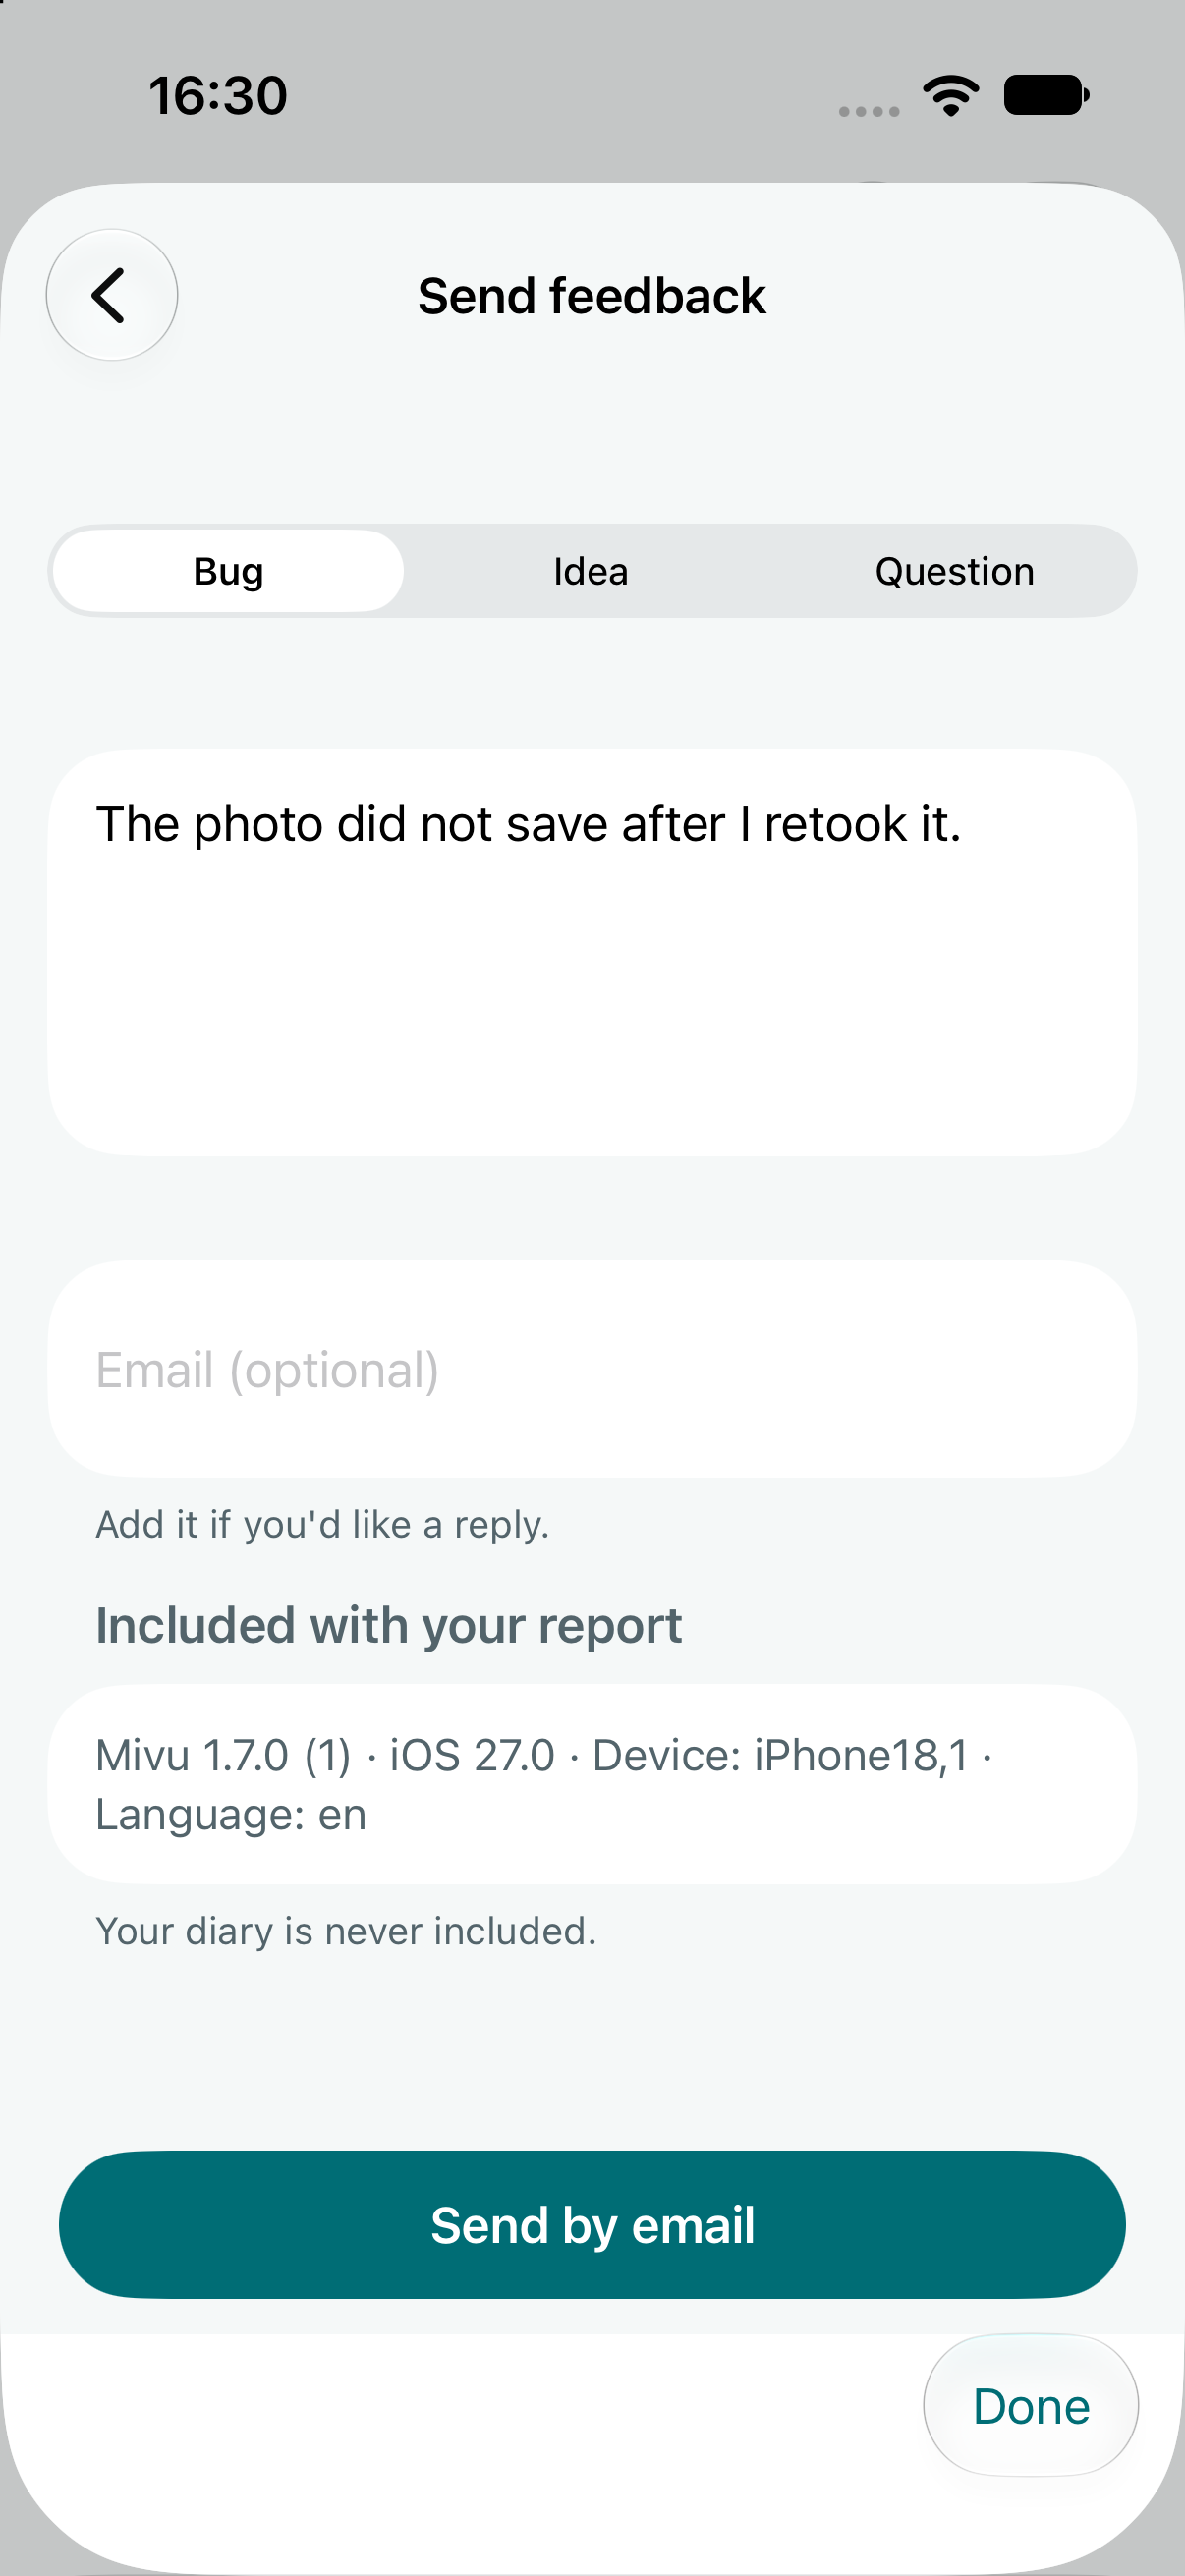 16:30
Send feedback
Bug
Idea
Question
The photo did not save after I retook it.
Email (optional)
Add it if you'd like a reply.
Included with your report
Mivu 1.7.0 (1) · iOS 27.0 · Device: iPhone18,1 ·
Language: en
Your diary is never included.
Send by email
Done